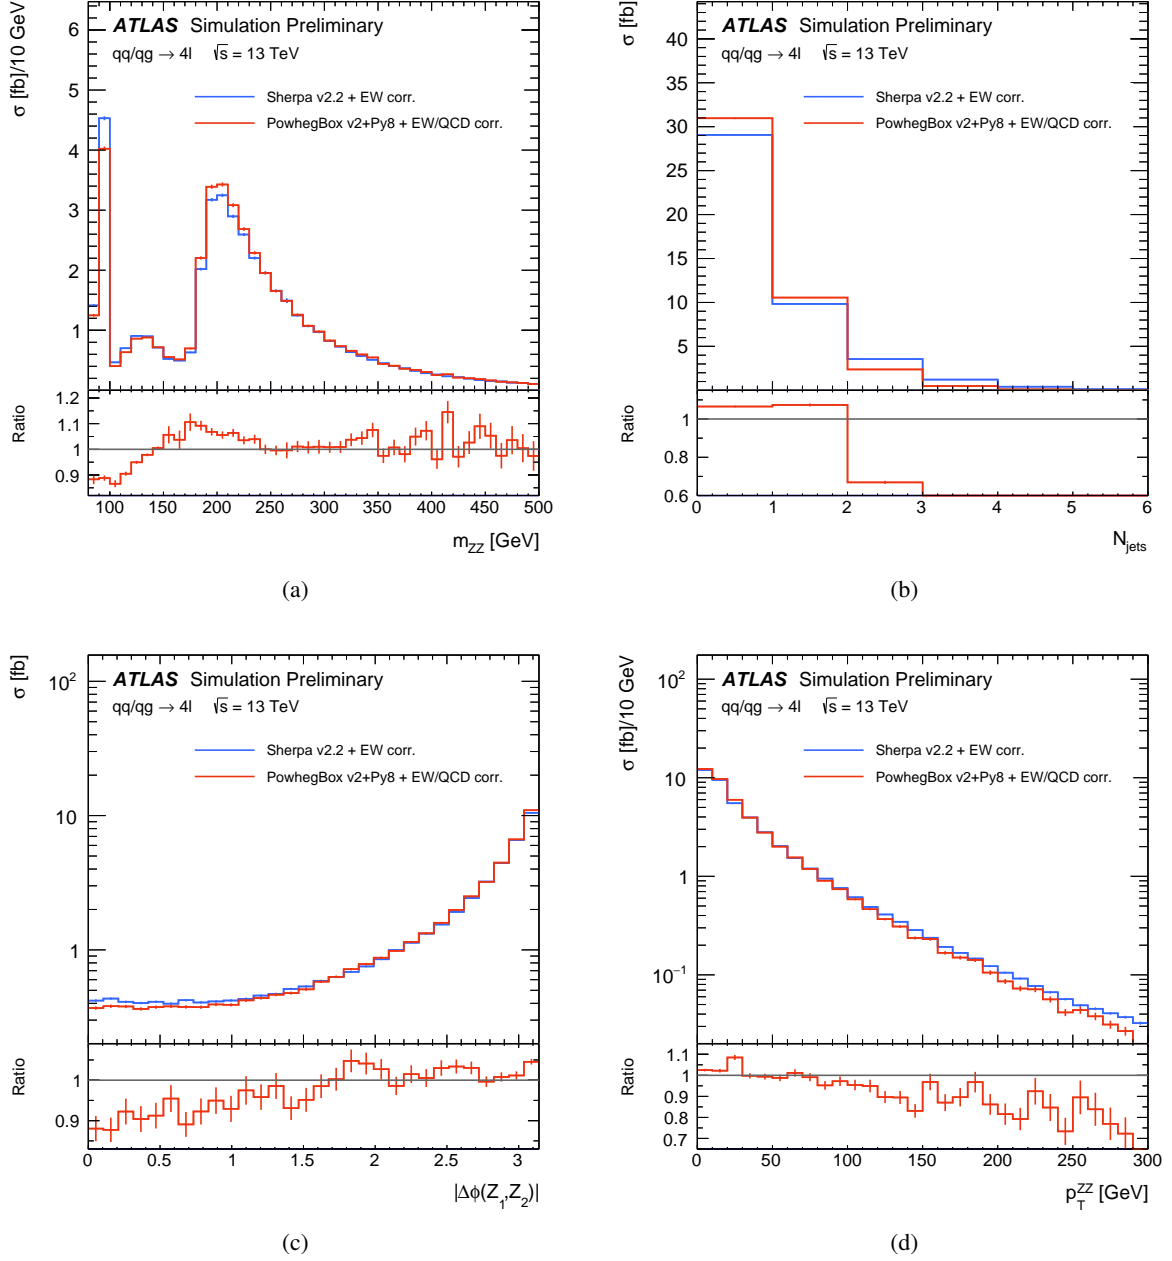 σ [fb]/10 GeV
ATLAS Simulation Preliminary
qq/qg → 4l √s = 13 TeV
Sherpa v2.2 + EW corr.
PowhegBox v2+Py8 + EW/QCD corr.
6
5
4
3
2
1
Ratio
1.2
1.1
1
0.9
100 150 200 250 300 350 400 450 500
m_ZZ [GeV]
(a)
σ [fb]
ATLAS Simulation Preliminary
qq/qg → 4l √s = 13 TeV
Sherpa v2.2 + EW corr.
PowhegBox v2+Py8 + EW/QCD corr.
40
35
30
25
20
15
10
5
Ratio
1
0.8
0.6
0 1 2 3 4 5 6
N_jets
(b)
σ [fb]
ATLAS Simulation Preliminary
qq/qg → 4l √s = 13 TeV
Sherpa v2.2 + EW corr.
PowhegBox v2+Py8 + EW/QCD corr.
10²
10
1
Ratio
1
0.9
0 0.5 1 1.5 2 2.5 3
|Δϕ(Z₁,Z₂)|
(c)
σ [fb]/10 GeV
ATLAS Simulation Preliminary
qq/qg → 4l √s = 13 TeV
Sherpa v2.2 + EW corr.
PowhegBox v2+Py8 + EW/QCD corr.
10²
10
1
10⁻¹
Ratio
1.1
1
0.9
0.8
0.7
0 50 100 150 200 250 300
p_T^ZZ [GeV]
(d)